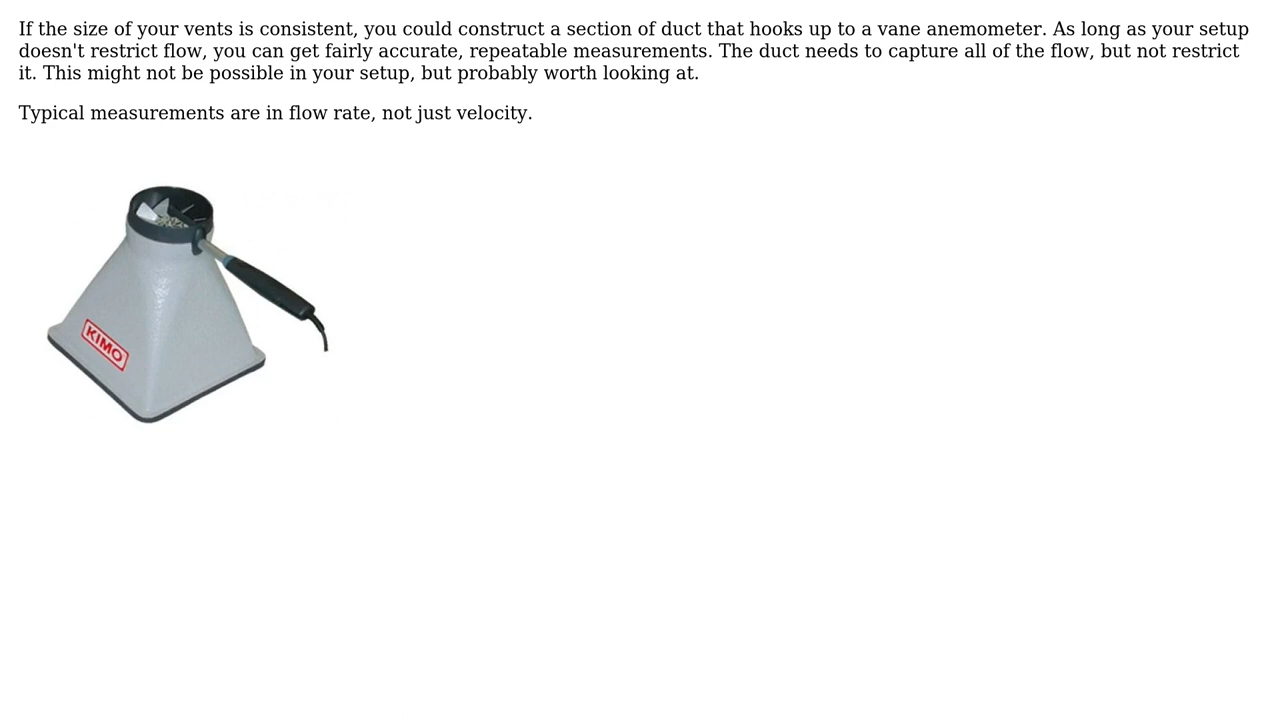 If the size of your vents is consistent, you could construct a section of duct that hooks up to a vane anemometer. As long as your setup
doesn't restrict flow, you can get fairly accurate, repeatable measurements. The duct needs to capture all of the flow, but not restrict
it. This might not be possible in your setup, but probably worth looking at.
Typical measurements are in flow rate, not just velocity.
KIMO